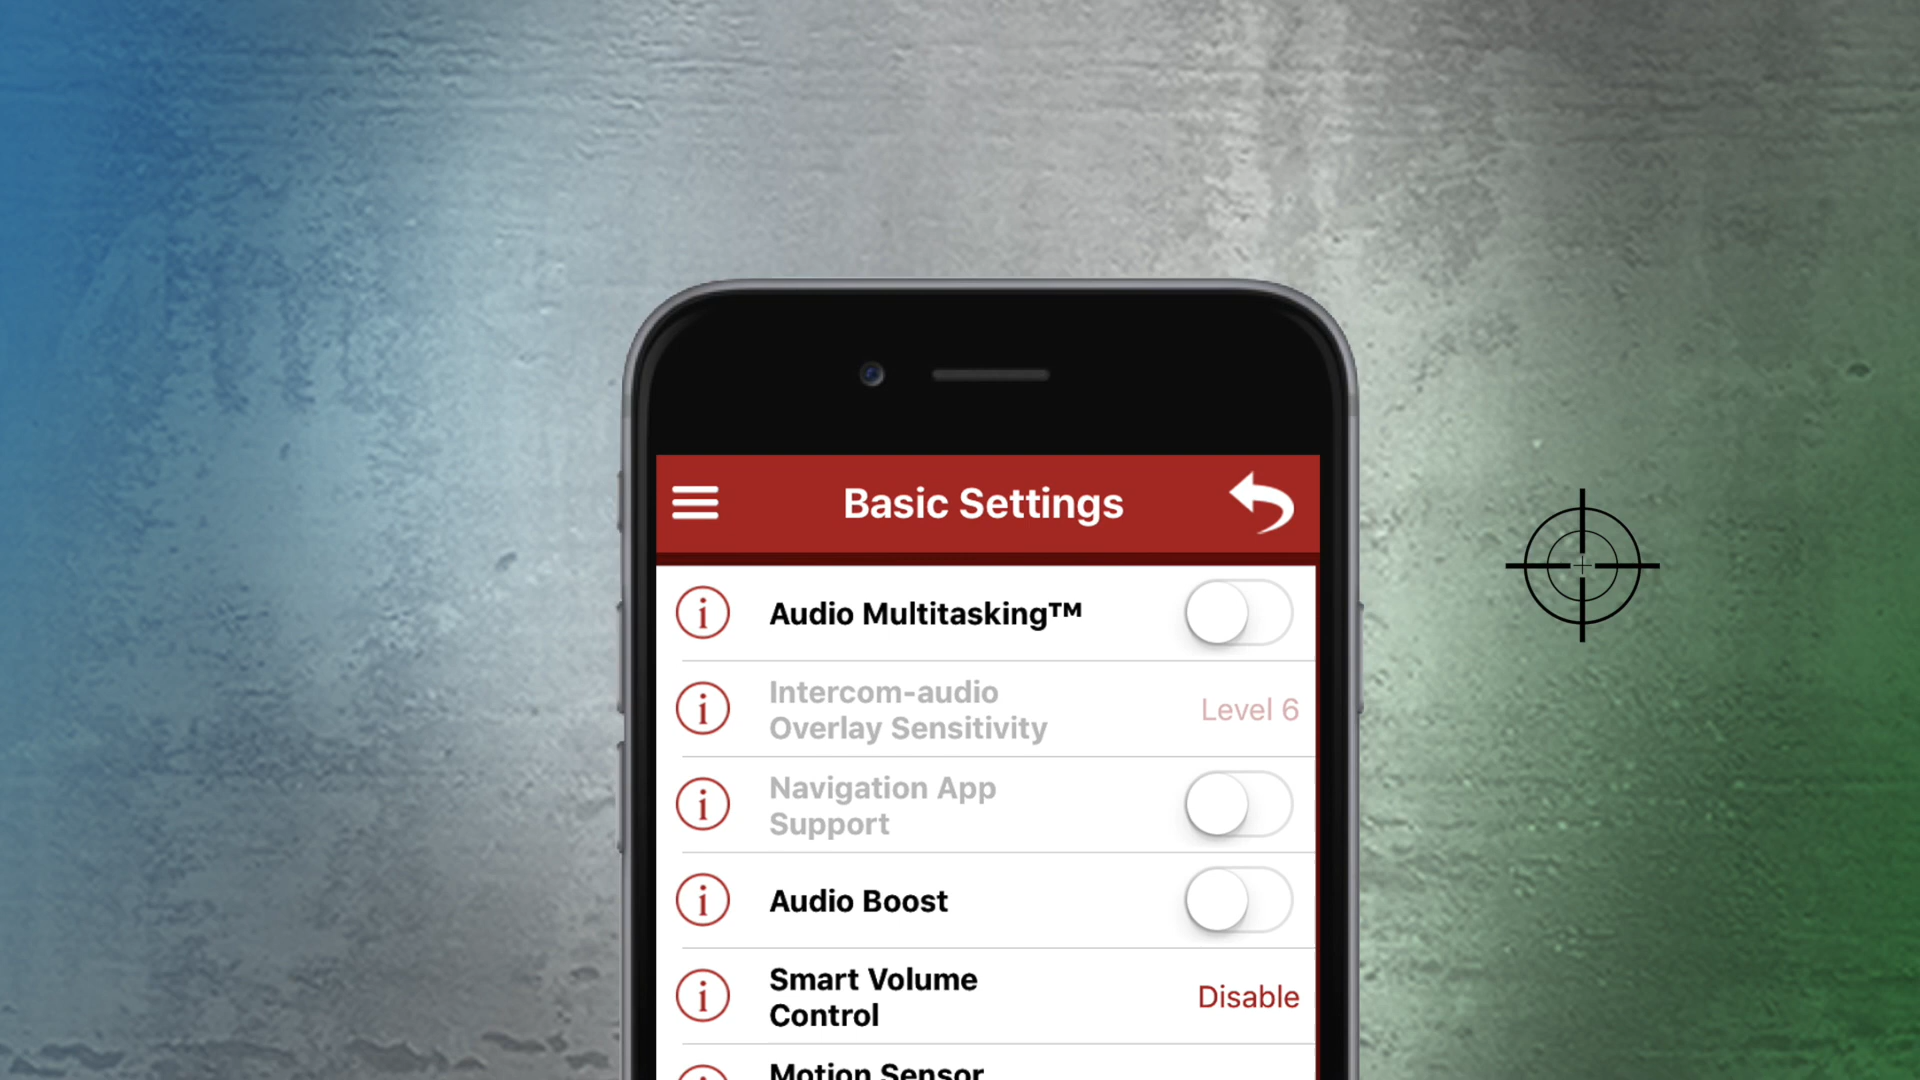 Basic Settings
Audio Multitasking™
Intercom-audio
Overlay Sensitivity
Level 6
Navigation App
Support
Audio Boost
Smart Volume
Control
Disable
Motion Sensor